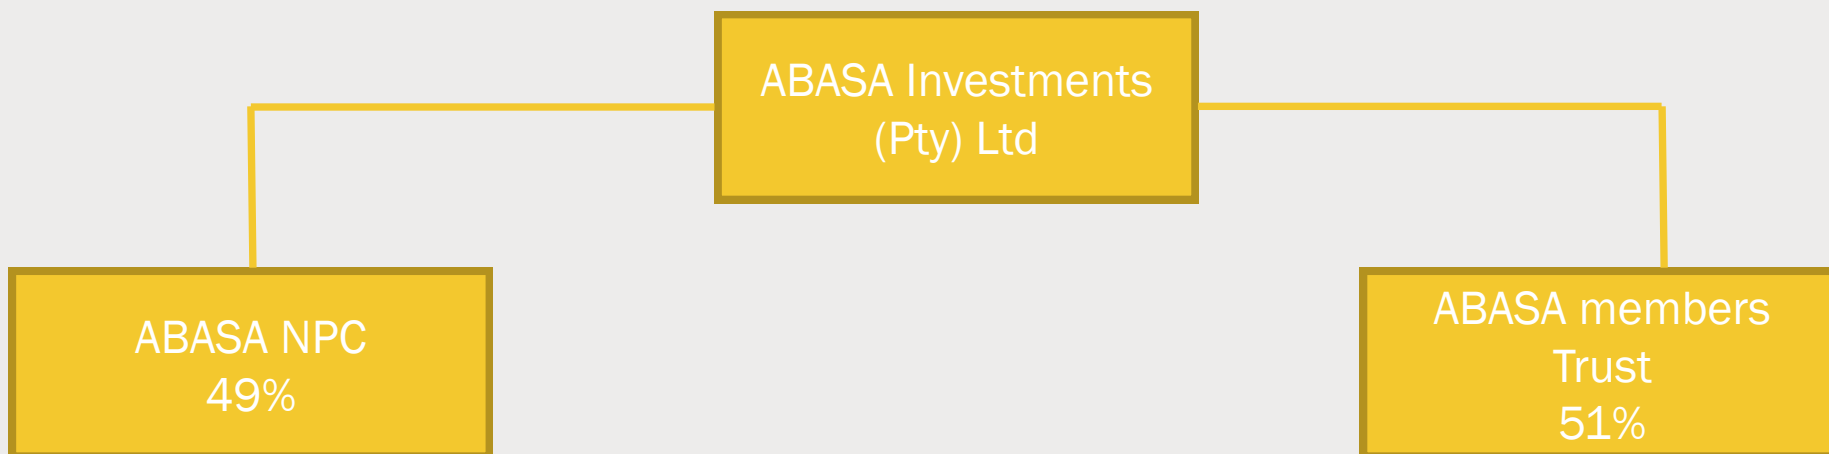 ABASA Investments
(Pty) Ltd
ABASA NPC
49%
ABASA members
Trust
51%